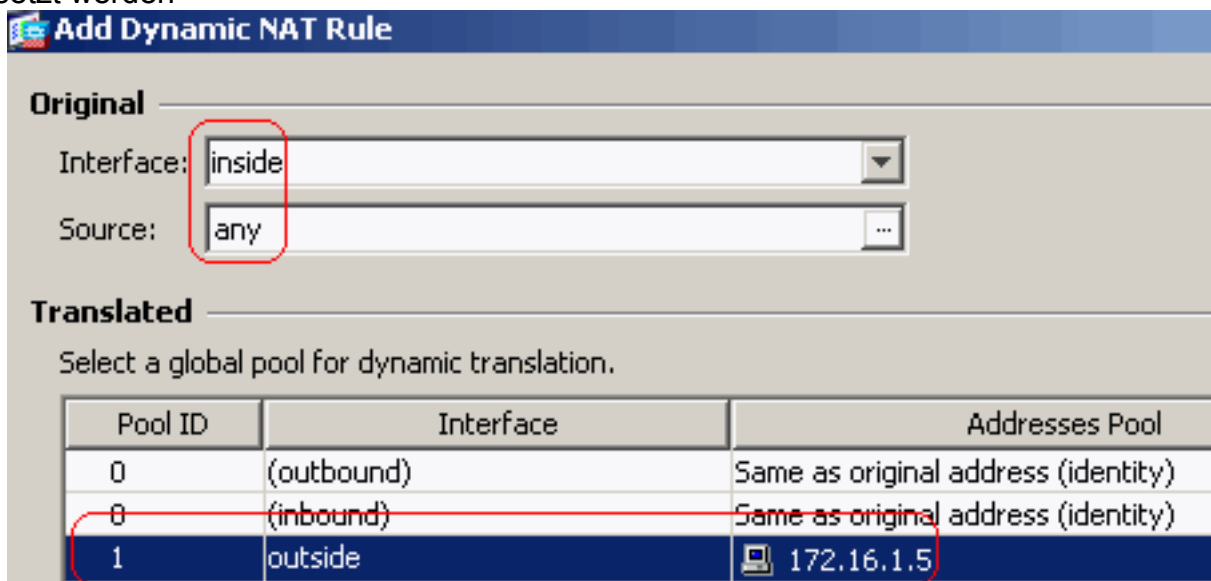 werden
Add Dynamic NAT Rule
Original
Interface: inside
Source: any ...
Translated
Select a global pool for dynamic translation.
Pool ID Interface Addresses Pool
0 (outbound) Same as original address (identity)
0 (inbound) Same as original address (identity)
1 outside 172.16.1.5